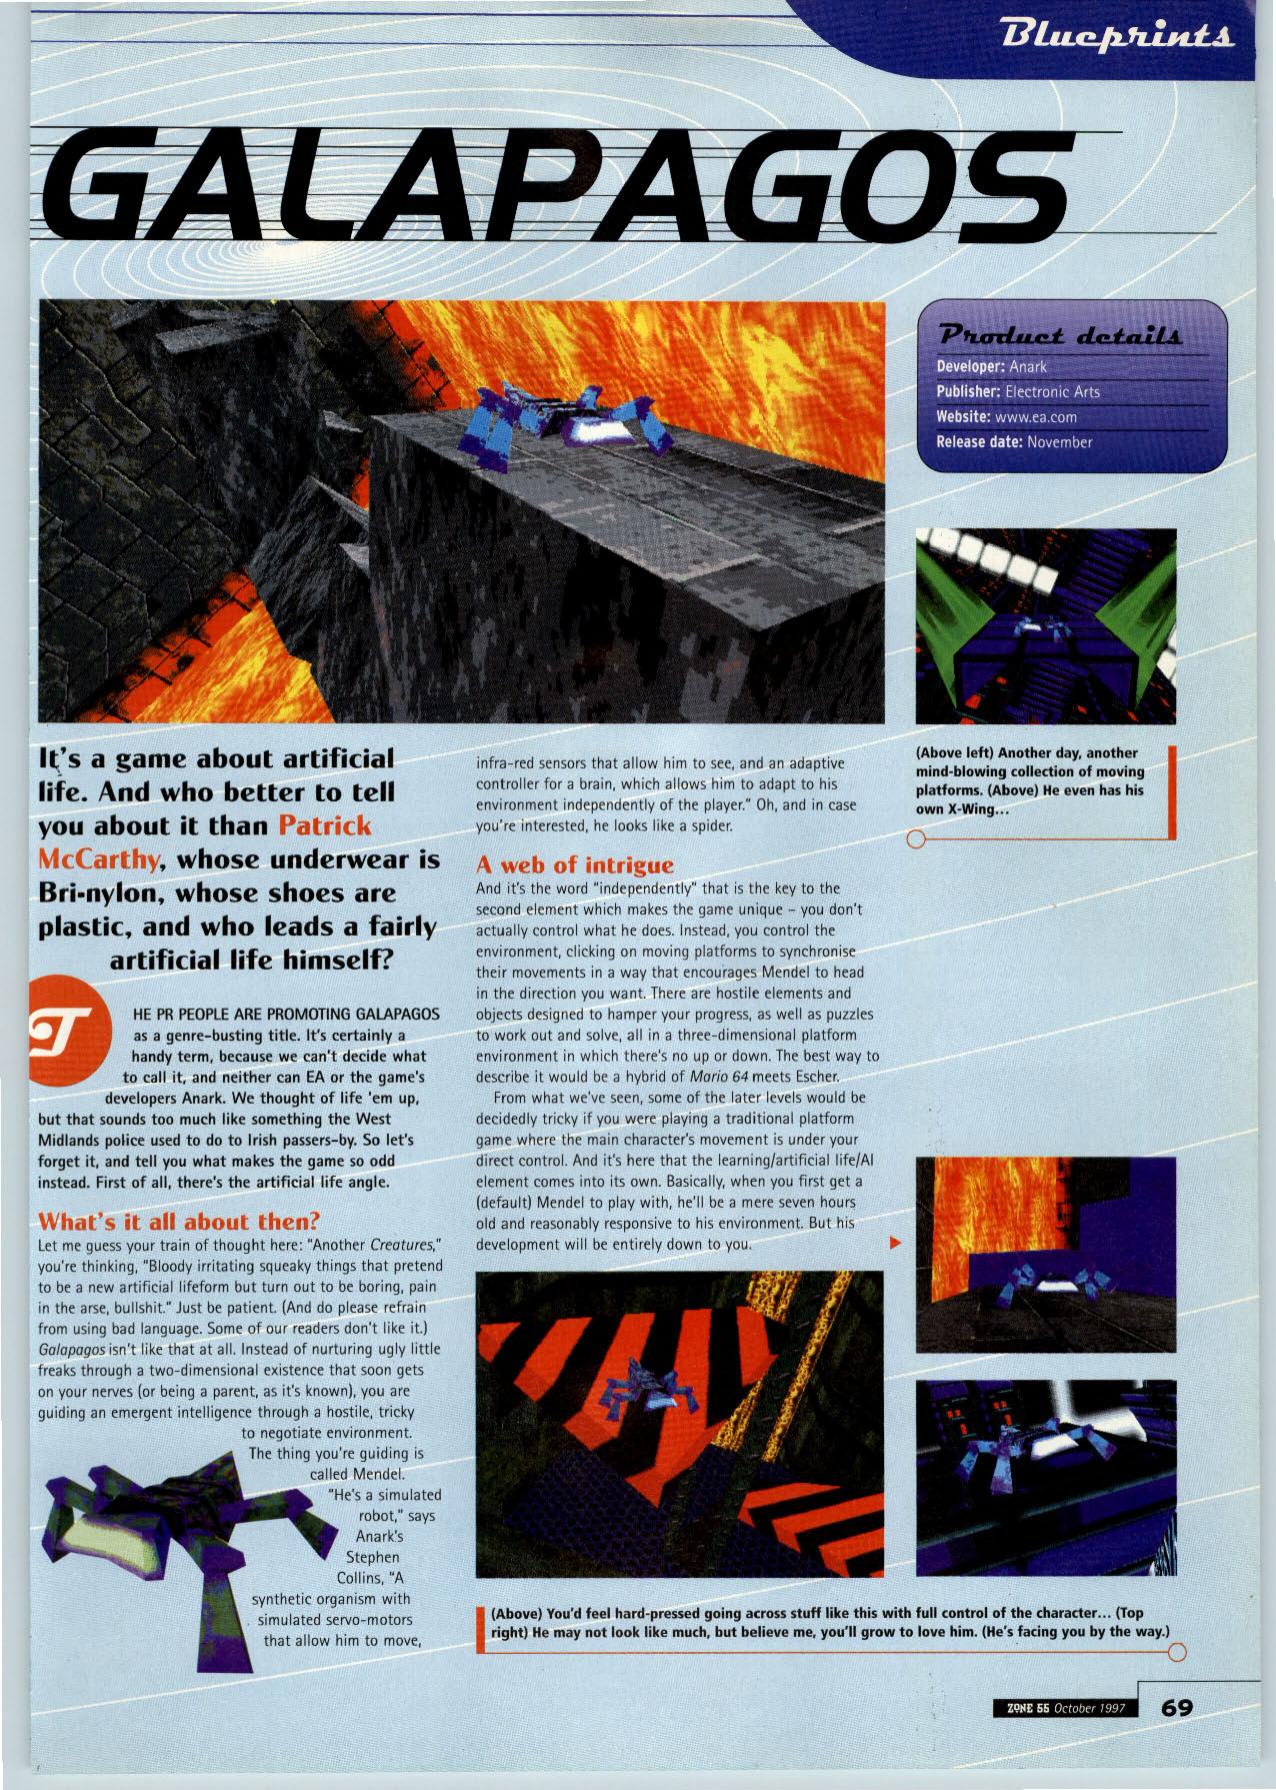 Blueprints
GALAPAGOS
Product details
Developer: Anark
Publisher: Electronic Arts
Website: www.ea.com
Release date: November
(Above left) Another day, another
mind-blowing collection of moving
platforms. (Above) He even has his
own X-Wing...
It's a game about artificial
life. And who better to tell
you about it than Patrick
McCarthy, whose underwear is
Bri-nylon, whose shoes are
plastic, and who leads a fairly
artificial life himself?
THE PR PEOPLE ARE PROMOTING GALAPAGOS
as a genre-busting title. It's certainly a
handy term, because we can't decide what
to call it, and neither can EA or the game's
developers Anark. We thought of life 'em up,
but that sounds too much like something the West
Midlands police used to do to Irish passers-by. So let's
forget it, and tell you what makes the game so odd
instead. First of all, there's the artificial life angle.
What's it all about then?
Let me guess your train of thought here: "Another Creatures,"
you're thinking, "Bloody irritating squeaky things that pretend
to be a new artificial lifeform but turn out to be boring, pain
in the arse, bullshit." Just be patient. (And do please refrain
from using bad language. Some of our readers don't like it.)
Galapagos isn't like that at all. Instead of nurturing ugly little
freaks through a two-dimensional existence that soon gets
on your nerves (or being a parent, as it's known), you are
guiding an emergent intelligence through a hostile, tricky
to negotiate environment.
The thing you're guiding is
called Mendel.
"He's a simulated
robot," says
Anark's
Stephen
Collins, "A
synthetic organism with
simulated servo-motors
that allow him to move,
infra-red sensors that allow him to see, and an adaptive
controller for a brain, which allows him to adapt to his
environment independently of the player." Oh, and in case
you're interested, he looks like a spider.
A web of intrigue
And it's the word "independently" that is the key to the
second element which makes the game unique – you don't
actually control what he does. Instead, you control the
environment, clicking on moving platforms to synchronise
their movements in a way that encourages Mendel to head
in the direction you want. There are hostile elements and
objects designed to hamper your progress, as well as puzzles
to work out and solve, all in a three-dimensional platform
environment in which there's no up or down. The best way to
describe it would be a hybrid of Mario 64 meets Escher.
From what we've seen, some of the later levels would be
decidedly tricky if you were playing a traditional platform
game where the main character's movement is under your
direct control. And it's here that the learning/artificial life/AI
element comes into its own. Basically, when you first get a
(default) Mendel to play with, he'll be a mere seven hours
old and reasonably responsive to his environment. But his
development will be entirely down to you.
(Above) You'd feel hard-pressed going across stuff like this with full control of the character... (Top
right) He may not look like much, but believe me, you'll grow to love him. (He's facing you by the way.)
ZONE 55 October 1997 69